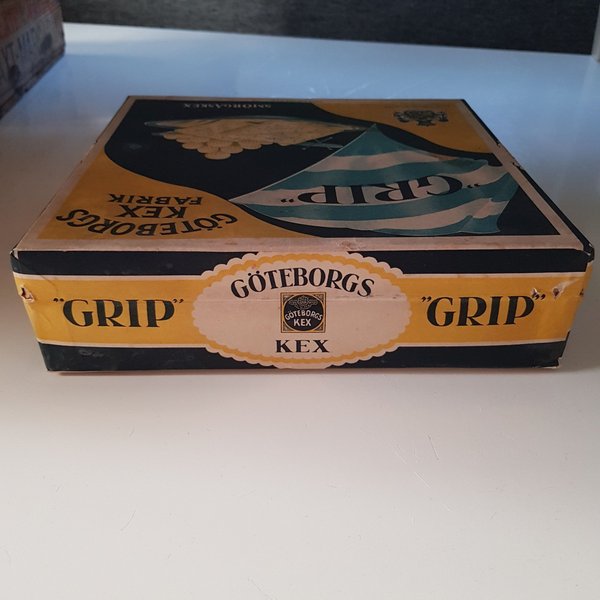 SMÖRGÅSKEX
"GRIP"
GÖTEBORGS
KEX
FABRIK
"GRIP"
GÖTEBORGS
GÖTEBORGS
KEX
KEX
"GRIP"